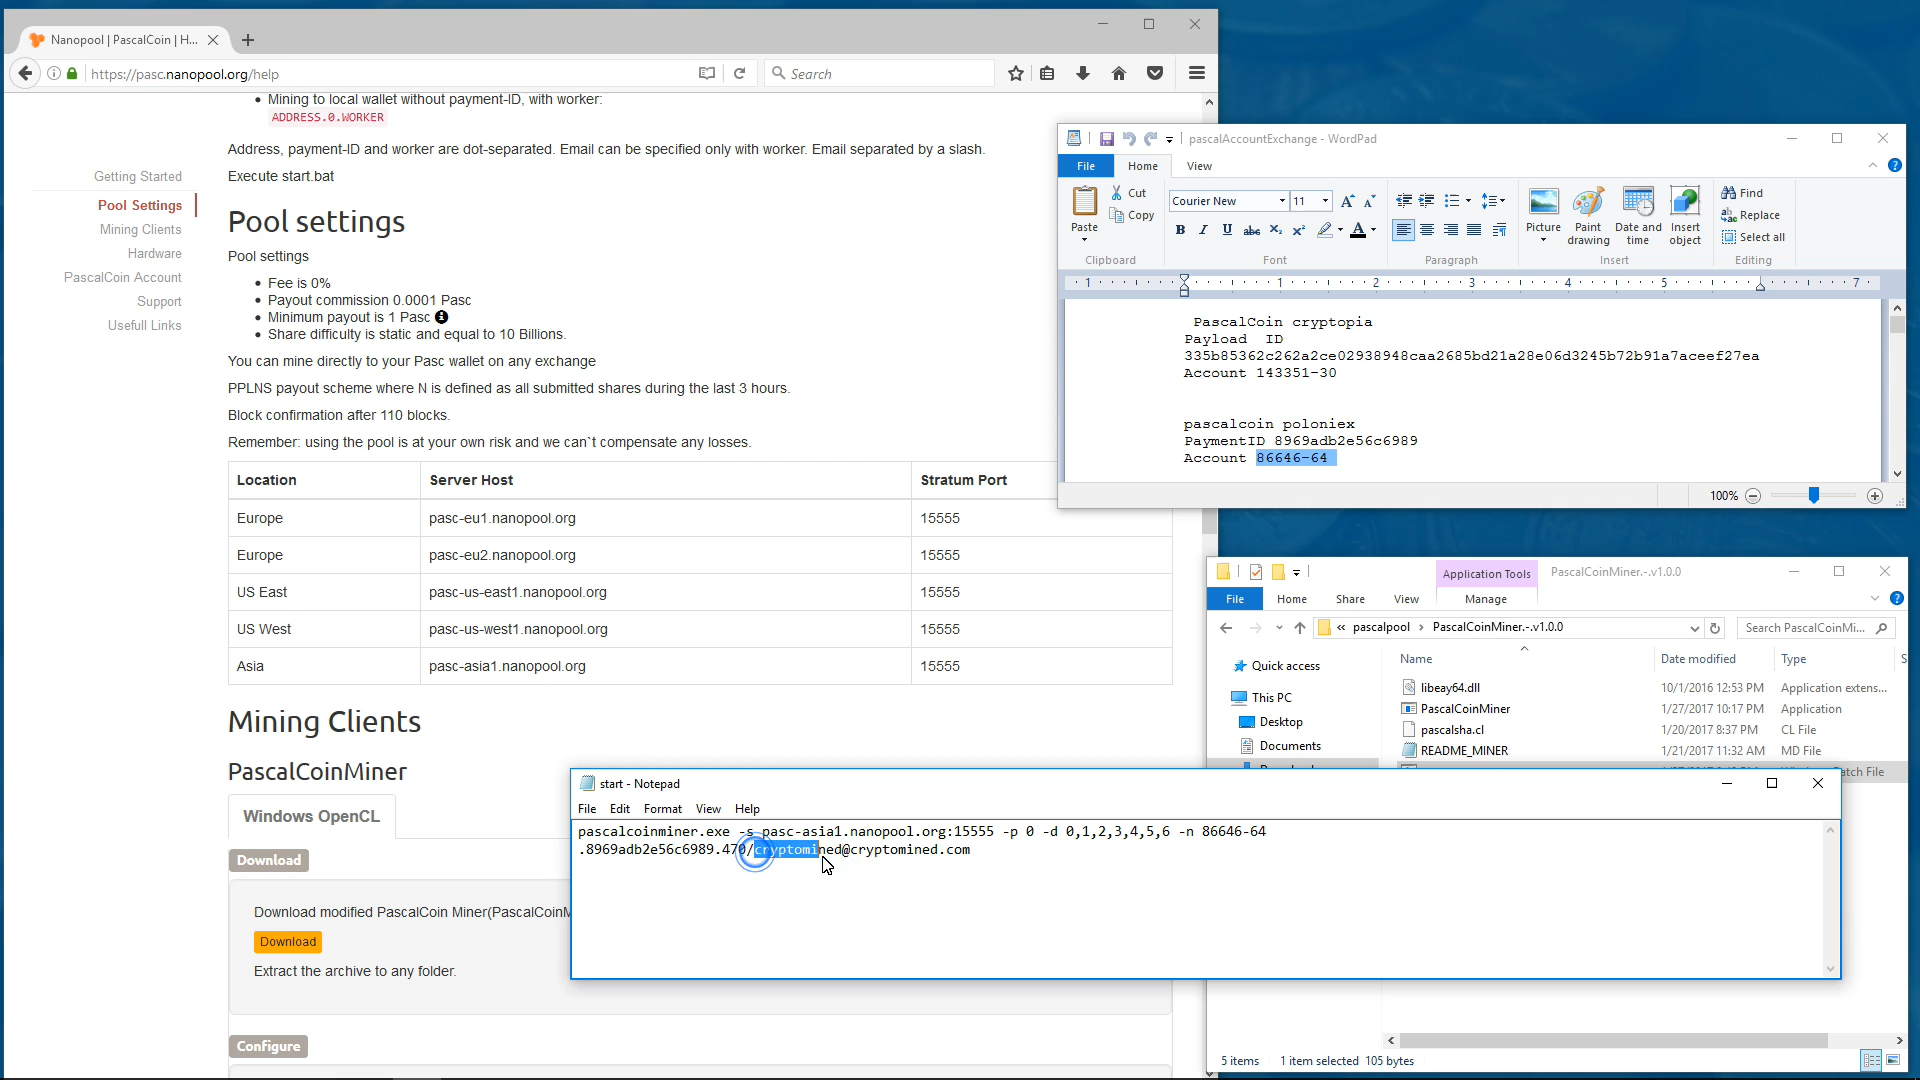 Nanopool | PascalCoin | H...
https://pasc.nanopool.org/help
Search
Mining to local wallet without payment-ID, with worker:
ADDRESS.0.WORKER
Address, payment-ID and worker are dot-separated. Email can be specified only with worker. Email separated by a slash.
Execute start.bat
Getting Started
Pool Settings
Mining Clients
Hardware
PascalCoin Account
Support
Usefull Links
Pool settings
Pool settings
Fee is 0%
Payout commission 0.0001 Pasc
Minimum payout is 1 Pasc
Share difficulty is static and equal to 10 Billions.
You can mine directly to your Pasc wallet on any exchange
PPLNS payout scheme where N is defined as all submitted shares during the last 3 hours.
Block confirmation after 110 blocks.
Remember: using the pool is at your own risk and we can`t compensate any losses.
Location Server Host Stratum Port
Europe pasc-eu1.nanopool.org 15555
Europe pasc-eu2.nanopool.org 15555
US East pasc-us-east1.nanopool.org 15555
US West pasc-us-west1.nanopool.org 15555
Asia pasc-asia1.nanopool.org 15555
Mining Clients
PascalCoinMiner
Windows OpenCL
Download
Download modified PascalCoin Miner(PascalCoin
Download
Extract the archive to any folder.
Configure
pascalAccountExchange - WordPad
File Home View
Paste
Cut
Copy
Clipboard
Courier New 11
B I U abc X₂ X²
Font
Paragraph
Picture
Paint drawing
Date and time
Insert object
Insert
Find
Replace
Select all
Editing
1 1 2 3 4 5 7
PascalCoin cryptopia
Payload ID
335b85362c262a2ce02938948caa2685bd21a28e06d3245b72b91a7aceef27ea
Account 143351-30
pascalcoin poloniex
PaymentID 8969adb2e56c6989
Account 86646-64
100%
Application Tools PascalCoinMiner.-.v1.0.0
File Home Share View Manage
« pascalpool › PascalCoinMiner.-.v1.0.0
Search PascalCoinMi...
Quick access
This PC
Desktop
Documents
Name Date modified Type
libeay64.dll 10/1/2016 12:53 PM Application extens...
PascalCoinMiner 1/27/2017 10:17 PM Application
pascalsha.cl 1/20/2017 8:37 PM CL File
README_MINER 1/21/2017 11:32 AM MD File
atch File
5 items 1 item selected 105 bytes
start - Notepad
File Edit Format View Help
pascalcoinminer.exe -s pasc-asia1.nanopool.org:15555 -p 0 -d 0,1,2,3,4,5,6 -n 86646-64
.8969adb2e56c6989.470/cryptomined@cryptomined.com